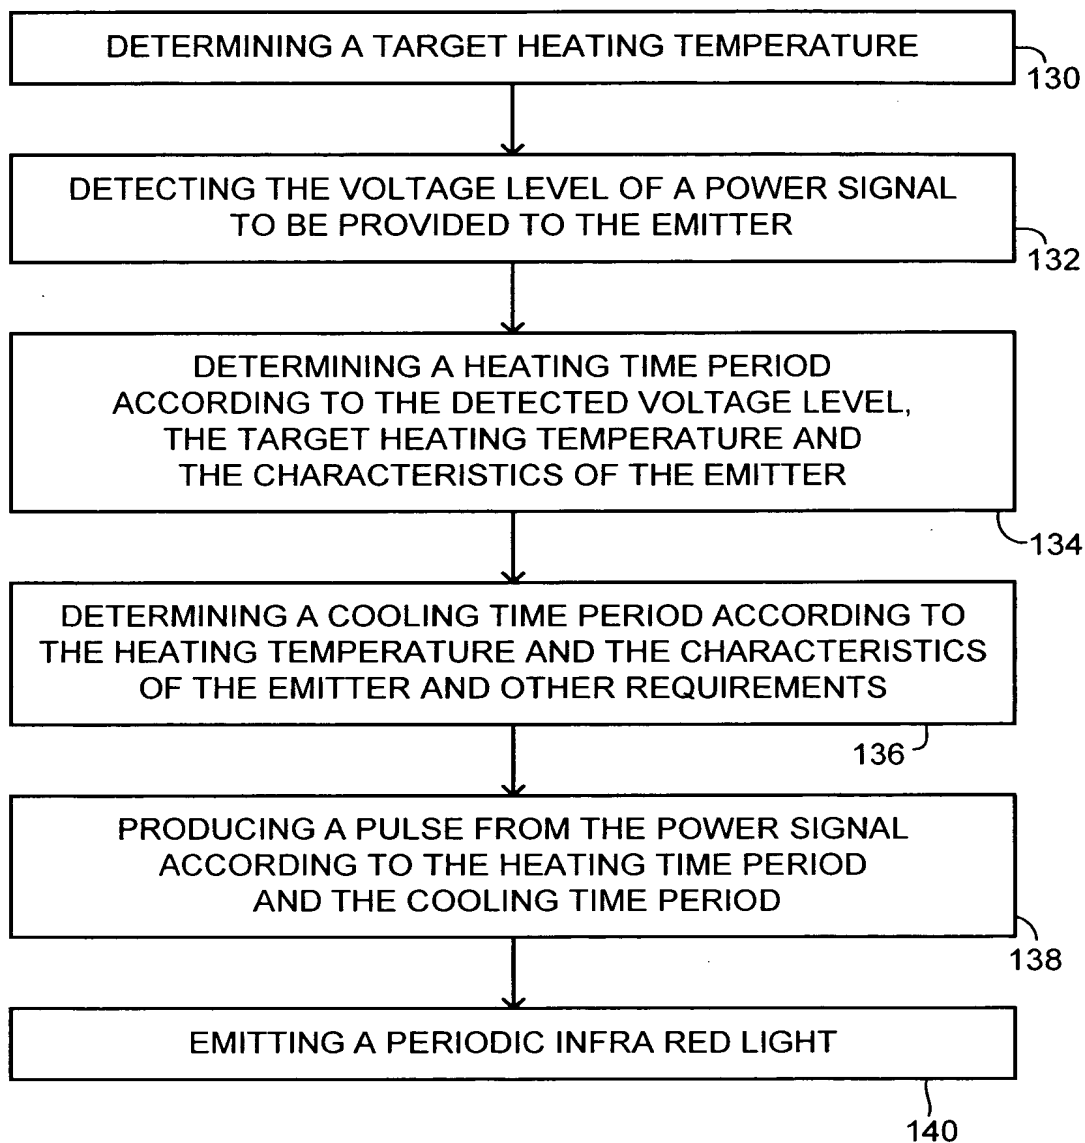 DETERMINING A TARGET HEATING TEMPERATURE
130
DETECTING THE VOLTAGE LEVEL OF A POWER SIGNAL
TO BE PROVIDED TO THE EMITTER
132
DETERMINING A HEATING TIME PERIOD
ACCORDING TO THE DETECTED VOLTAGE LEVEL,
THE TARGET HEATING TEMPERATURE AND
THE CHARACTERISTICS OF THE EMITTER
134
DETERMINING A COOLING TIME PERIOD ACCORDING TO
THE HEATING TEMPERATURE AND THE CHARACTERISTICS
OF THE EMITTER AND OTHER REQUIREMENTS
136
PRODUCING A PULSE FROM THE POWER SIGNAL
ACCORDING TO THE HEATING TIME PERIOD
AND THE COOLING TIME PERIOD
138
EMITTING A PERIODIC INFRA RED LIGHT
140